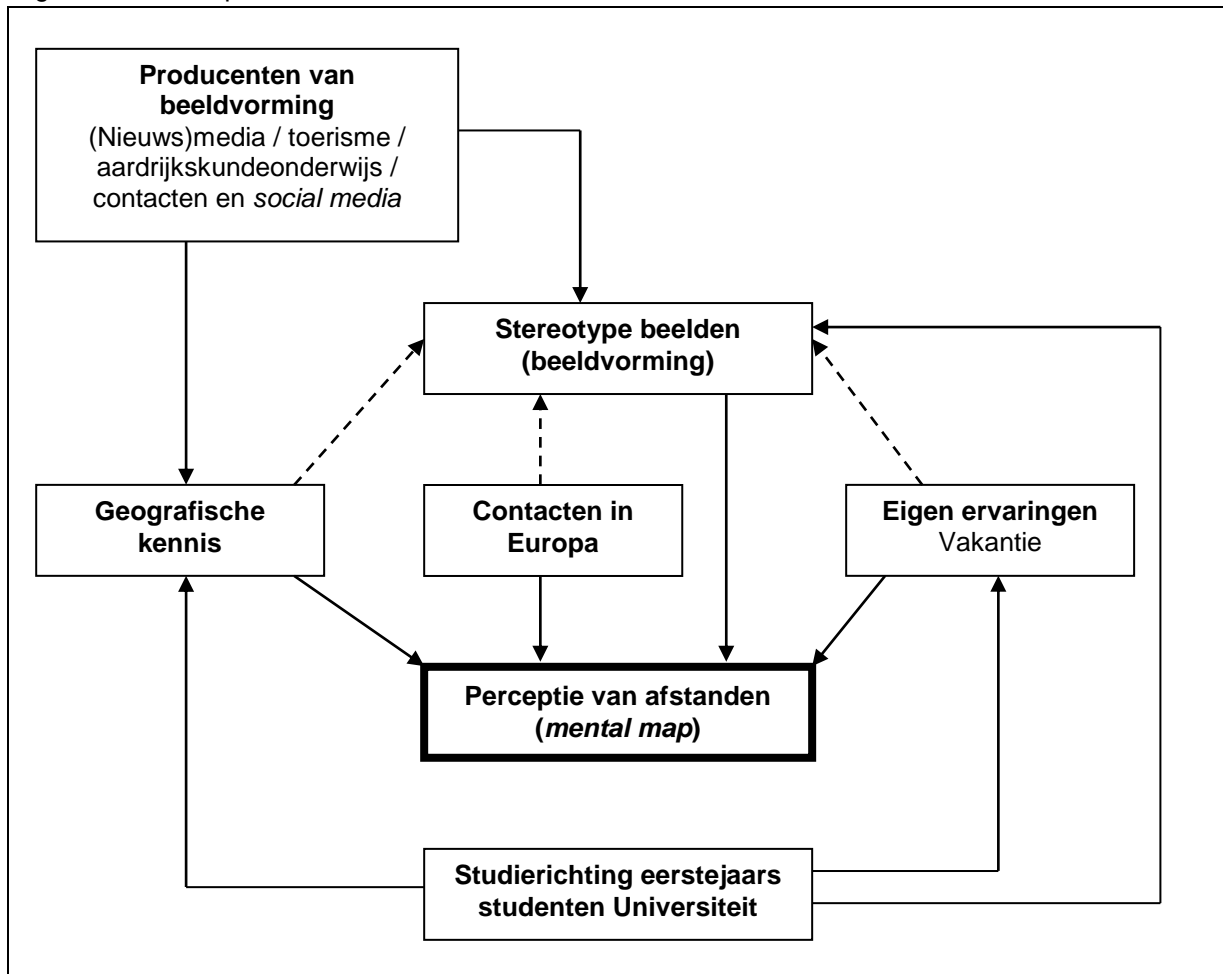 Producenten van
beeldvorming
(Nieuws)media / toerisme /
aardrijkskundeonderwijs /
contacten en social media
Stereotype beelden
(beeldvorming)
Geografische
kennis
Contacten in
Europa
Eigen ervaringen
Vakantie
Perceptie van afstanden
(mental map)
Studierichting eerstejaars
studenten Universiteit